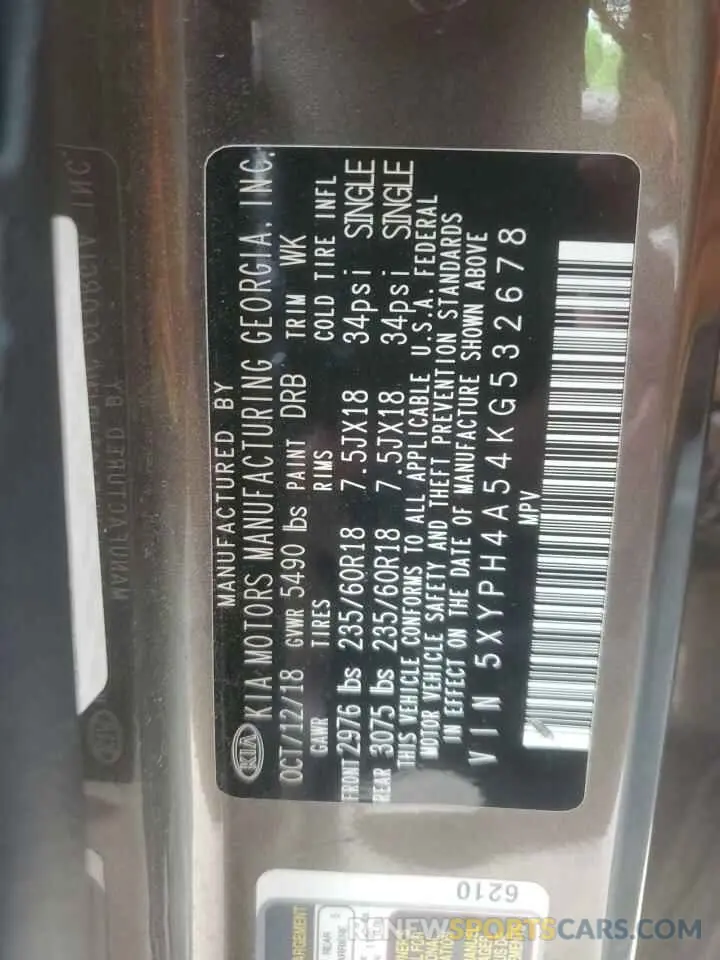 MANUFACTURED BY
KIA KIA MOTORS MANUFACTURING GEORGIA, INC.
OCT/12/18 GVWR 5490 lbs PAINT DRB TRIM WK
GAWR TIRES RIMS COLD TIRE INFL
FRONT 2976 lbs 235/60R18 7.5JX18 34psi SINGLE
REAR 3075 lbs 235/60R18 7.5JX18 34psi SINGLE
THIS VEHICLE CONFORMS TO ALL APPLICABLE U.S.A. FEDERAL
MOTOR VEHICLE SAFETY AND THEFT PREVENTION STANDARDS
IN EFFECT ON THE DATE OF MANUFACTURE SHOWN ABOVE
VIN 5XYPH4A54KG532678
MPV
6210
RENEWSPORTSCARS.COM